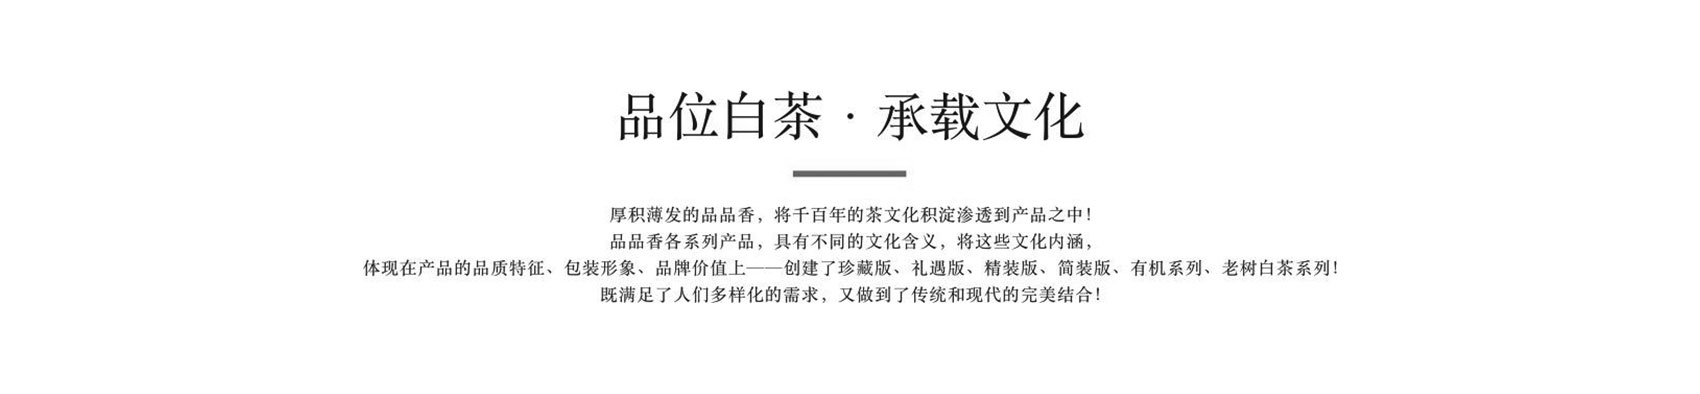 品位白茶·承载文化
厚积薄发的品品香，将千百年的茶文化积淀渗透到产品之中！
品品香各系列产品，具有不同的文化含义，将这些文化内涵，
体现在产品的品质特征、包装形象、品牌价值上——创建了珍藏版、礼遇版、精装版、简装版、有机系列、老树白茶系列！
既满足了人们多样化的需求，又做到了传统和现代的完美结合！